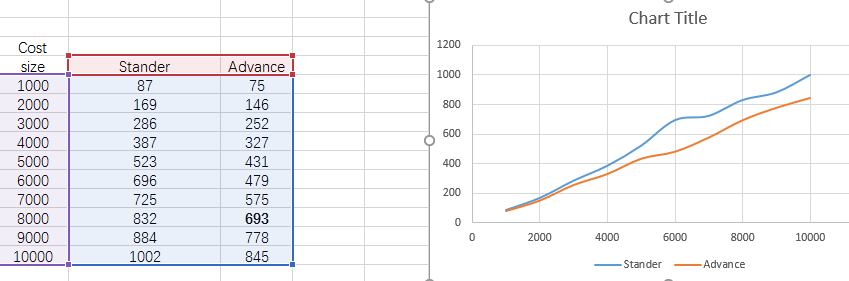 Cost
size Stander Advance
1000 87 75
2000 169 146
3000 286 252
4000 387 327
5000 523 431
6000 696 479
7000 725 575
8000 832 693
9000 884 778
10000 1002 845
Chart Title
1200
1000
800
600
400
200
0
0 2000 4000 6000 8000 10000
Stander Advance